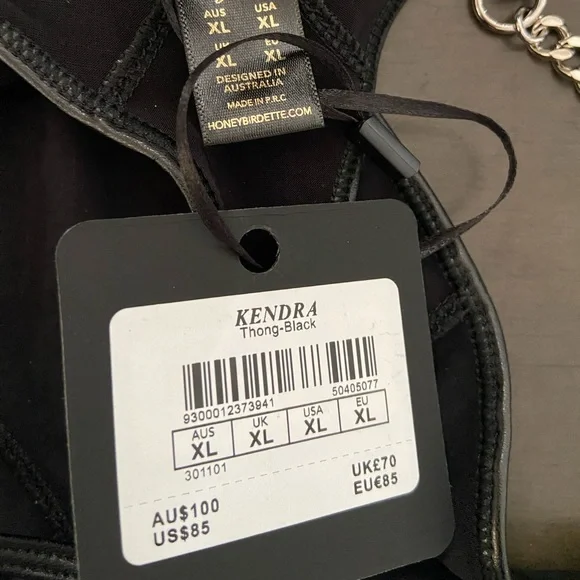 AUS USA
XL XL
UK EU
XL XL
DESIGNED IN
AUSTRALIA
MADE IN P.R.C
HONEYBIRDETTE.COM
KENDRA
Thong-Black
9300012373941 50405077
AUS UK USA EU
XL XL XL XL
301101
AU$100 UK£70
US$85 EU€85